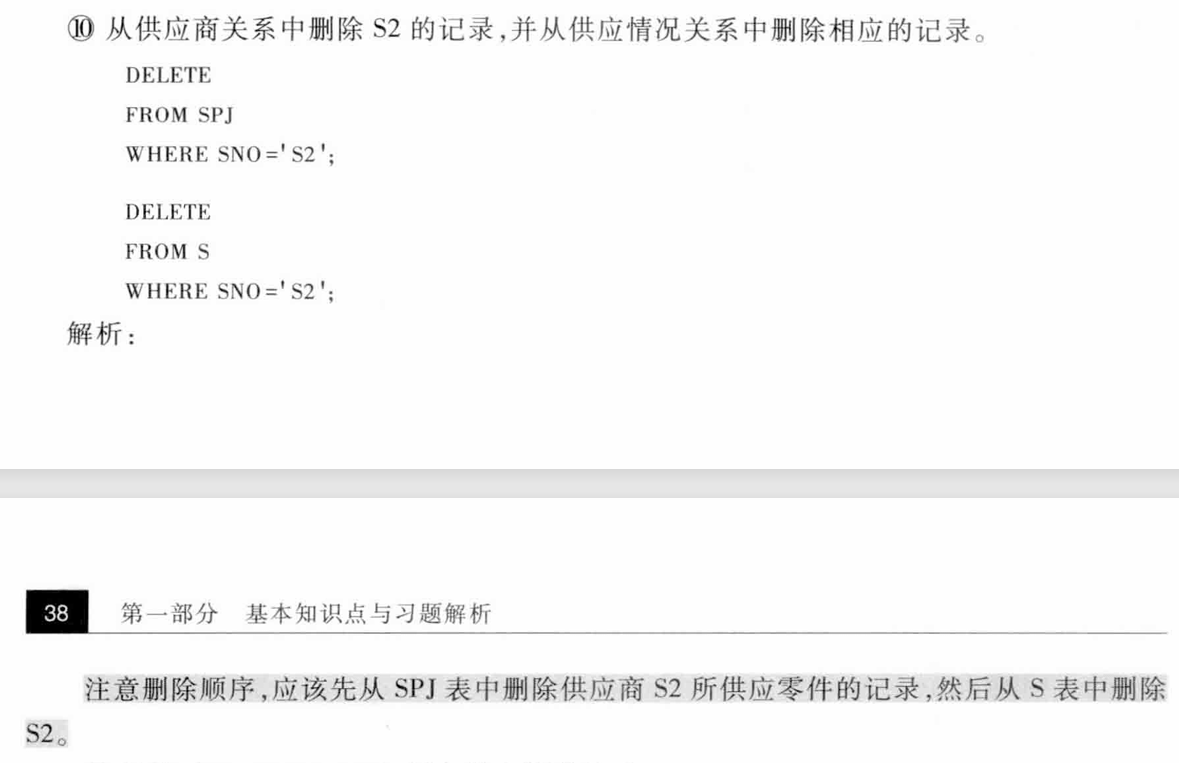 ⑩ 从供应商关系中删除 S2 的记录,并从供应情况关系中删除相应的记录。
DELETE
FROM SPJ
WHERE SNO='S2';
DELETE
FROM S
WHERE SNO='S2';
解析:
38 第一部分 基本知识点与习题解析
注意删除顺序,应该先从 SPJ 表中删除供应商 S2 所供应零件的记录,然后从 S 表中删除
S2。